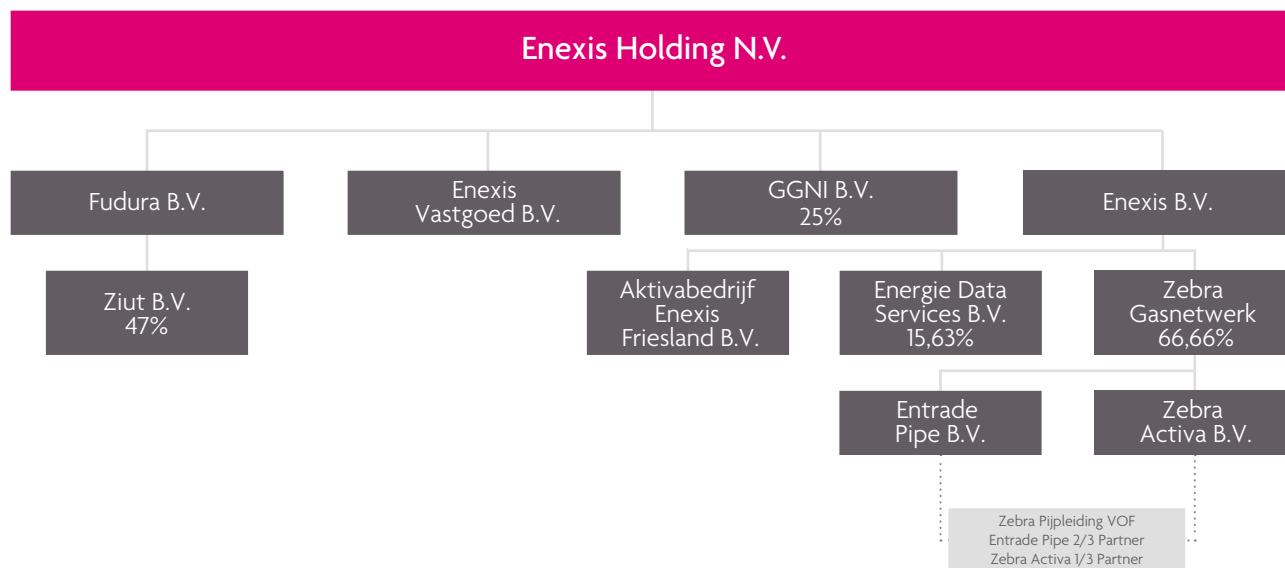 Enexis Holding N.V.
Fudura B.V.
Enexis
Vastgoed B.V.
GGNI B.V.
25%
Enexis B.V.
Ziut B.V.
47%
Aktivabedrijf
Enexis
Friesland B.V.
Energie Data
Services B.V.
15,63%
Zebra
Gasnetwerk
66,66%
Entrade
Pipe B.V.
Zebra
Activa B.V.
Zebra Pijpleiding VOF
Entrade Pipe 2/3 Partner
Zebra Activa 1/3 Partner